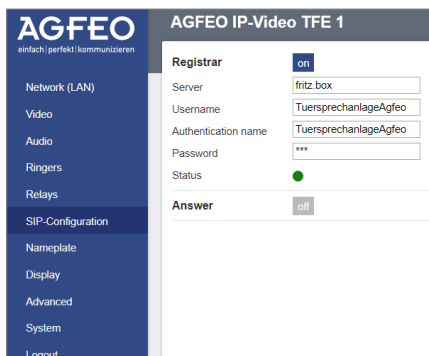 AGFEO
einfach|perfekt|kommunizieren
AGFEO IP-Video TFE 1
Network (LAN)
Video
Audio
Ringers
Relays
SIP-Configuration
Nameplate
Display
Advanced
System
Logout
Registrar on
Server fritz.box
Username TuersprechanlageAgfeo
Authentication name TuersprechanlageAgfeo
Password ***
Status
Answer off